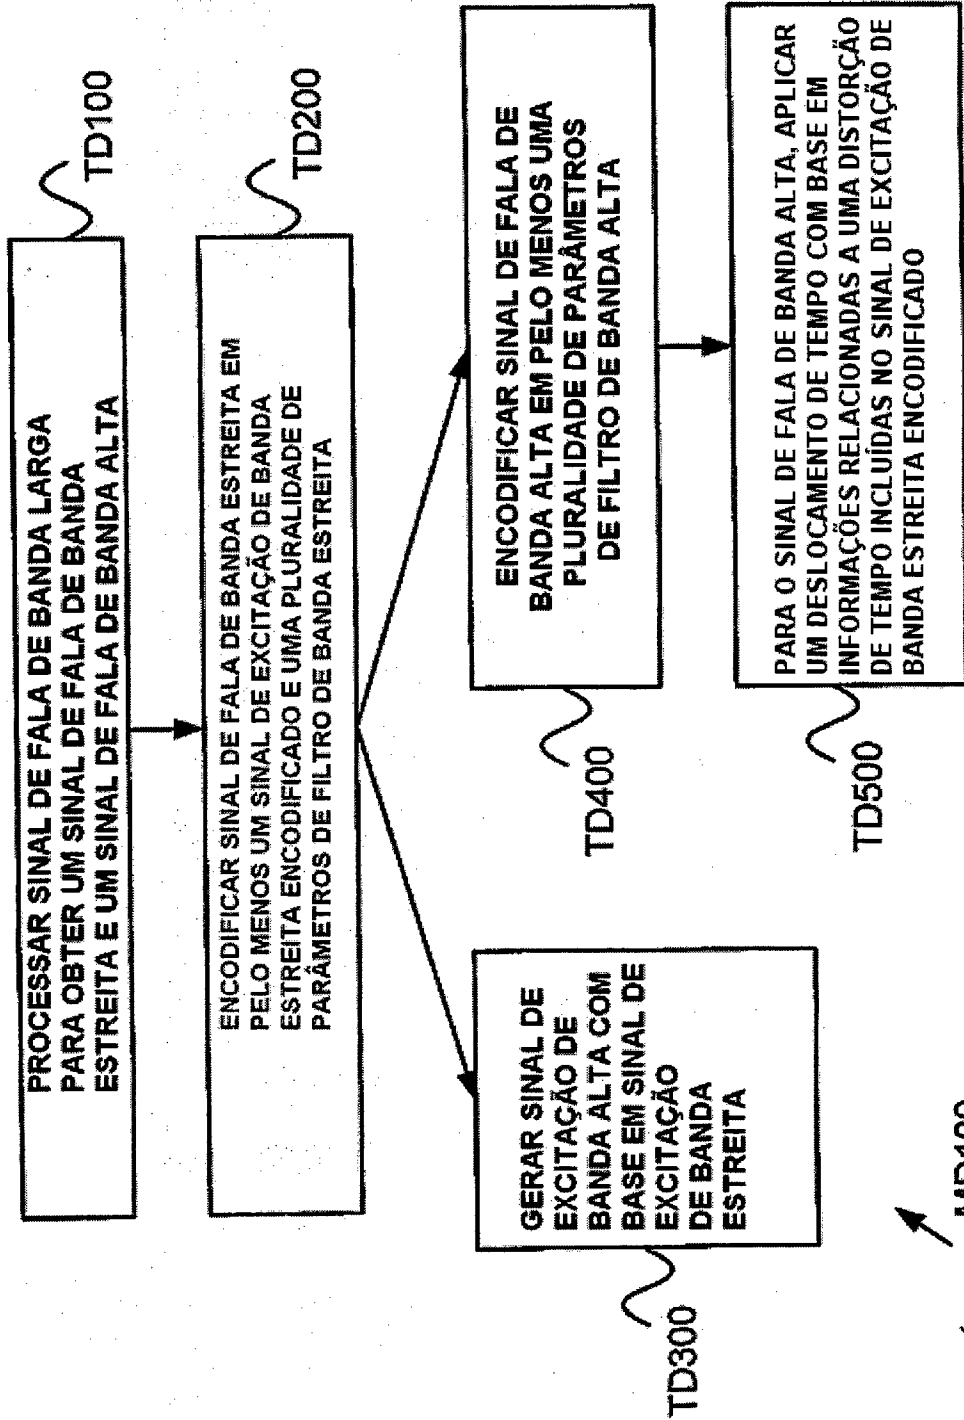 PROCESSAR SINAL DE FALA DE BANDA LARGA
PARA OBTER UM SINAL DE FALA DE BANDA
ESTREITA E UM SINAL DE FALA DE BANDA ALTA
TD100
ENCODIFICAR SINAL DE FALA DE BANDA ESTREITA EM
PELO MENOS UM SINAL DE EXCITAÇÃO DE BANDA
ESTREITA ENCODIFICADO E UMA PLURALIDADE DE
PARÂMETROS DE FILTRO DE BANDA ESTREITA
TD200
GERAR SINAL DE
EXCITAÇÃO DE
BANDA ALTA COM
BASE EM SINAL DE
EXCITAÇÃO
DE BANDA
ESTREITA
TD300
ENCODIFICAR SINAL DE FALA DE
BANDA ALTA EM PELO MENOS UMA
PLURALIDADE DE PARÂMETROS
DE FILTRO DE BANDA ALTA
TD400
PARA O SINAL DE FALA DE BANDA ALTA, APLICAR
UM DESLOCAMENTO DE TEMPO COM BASE EM
INFORMAÇÕES RELACIONADAS A UMA DISTORÇÃO
DE TEMPO INCLUÍDAS NO SINAL DE EXCITAÇÃO DE
BANDA ESTREITA ENCODIFICADO
TD500